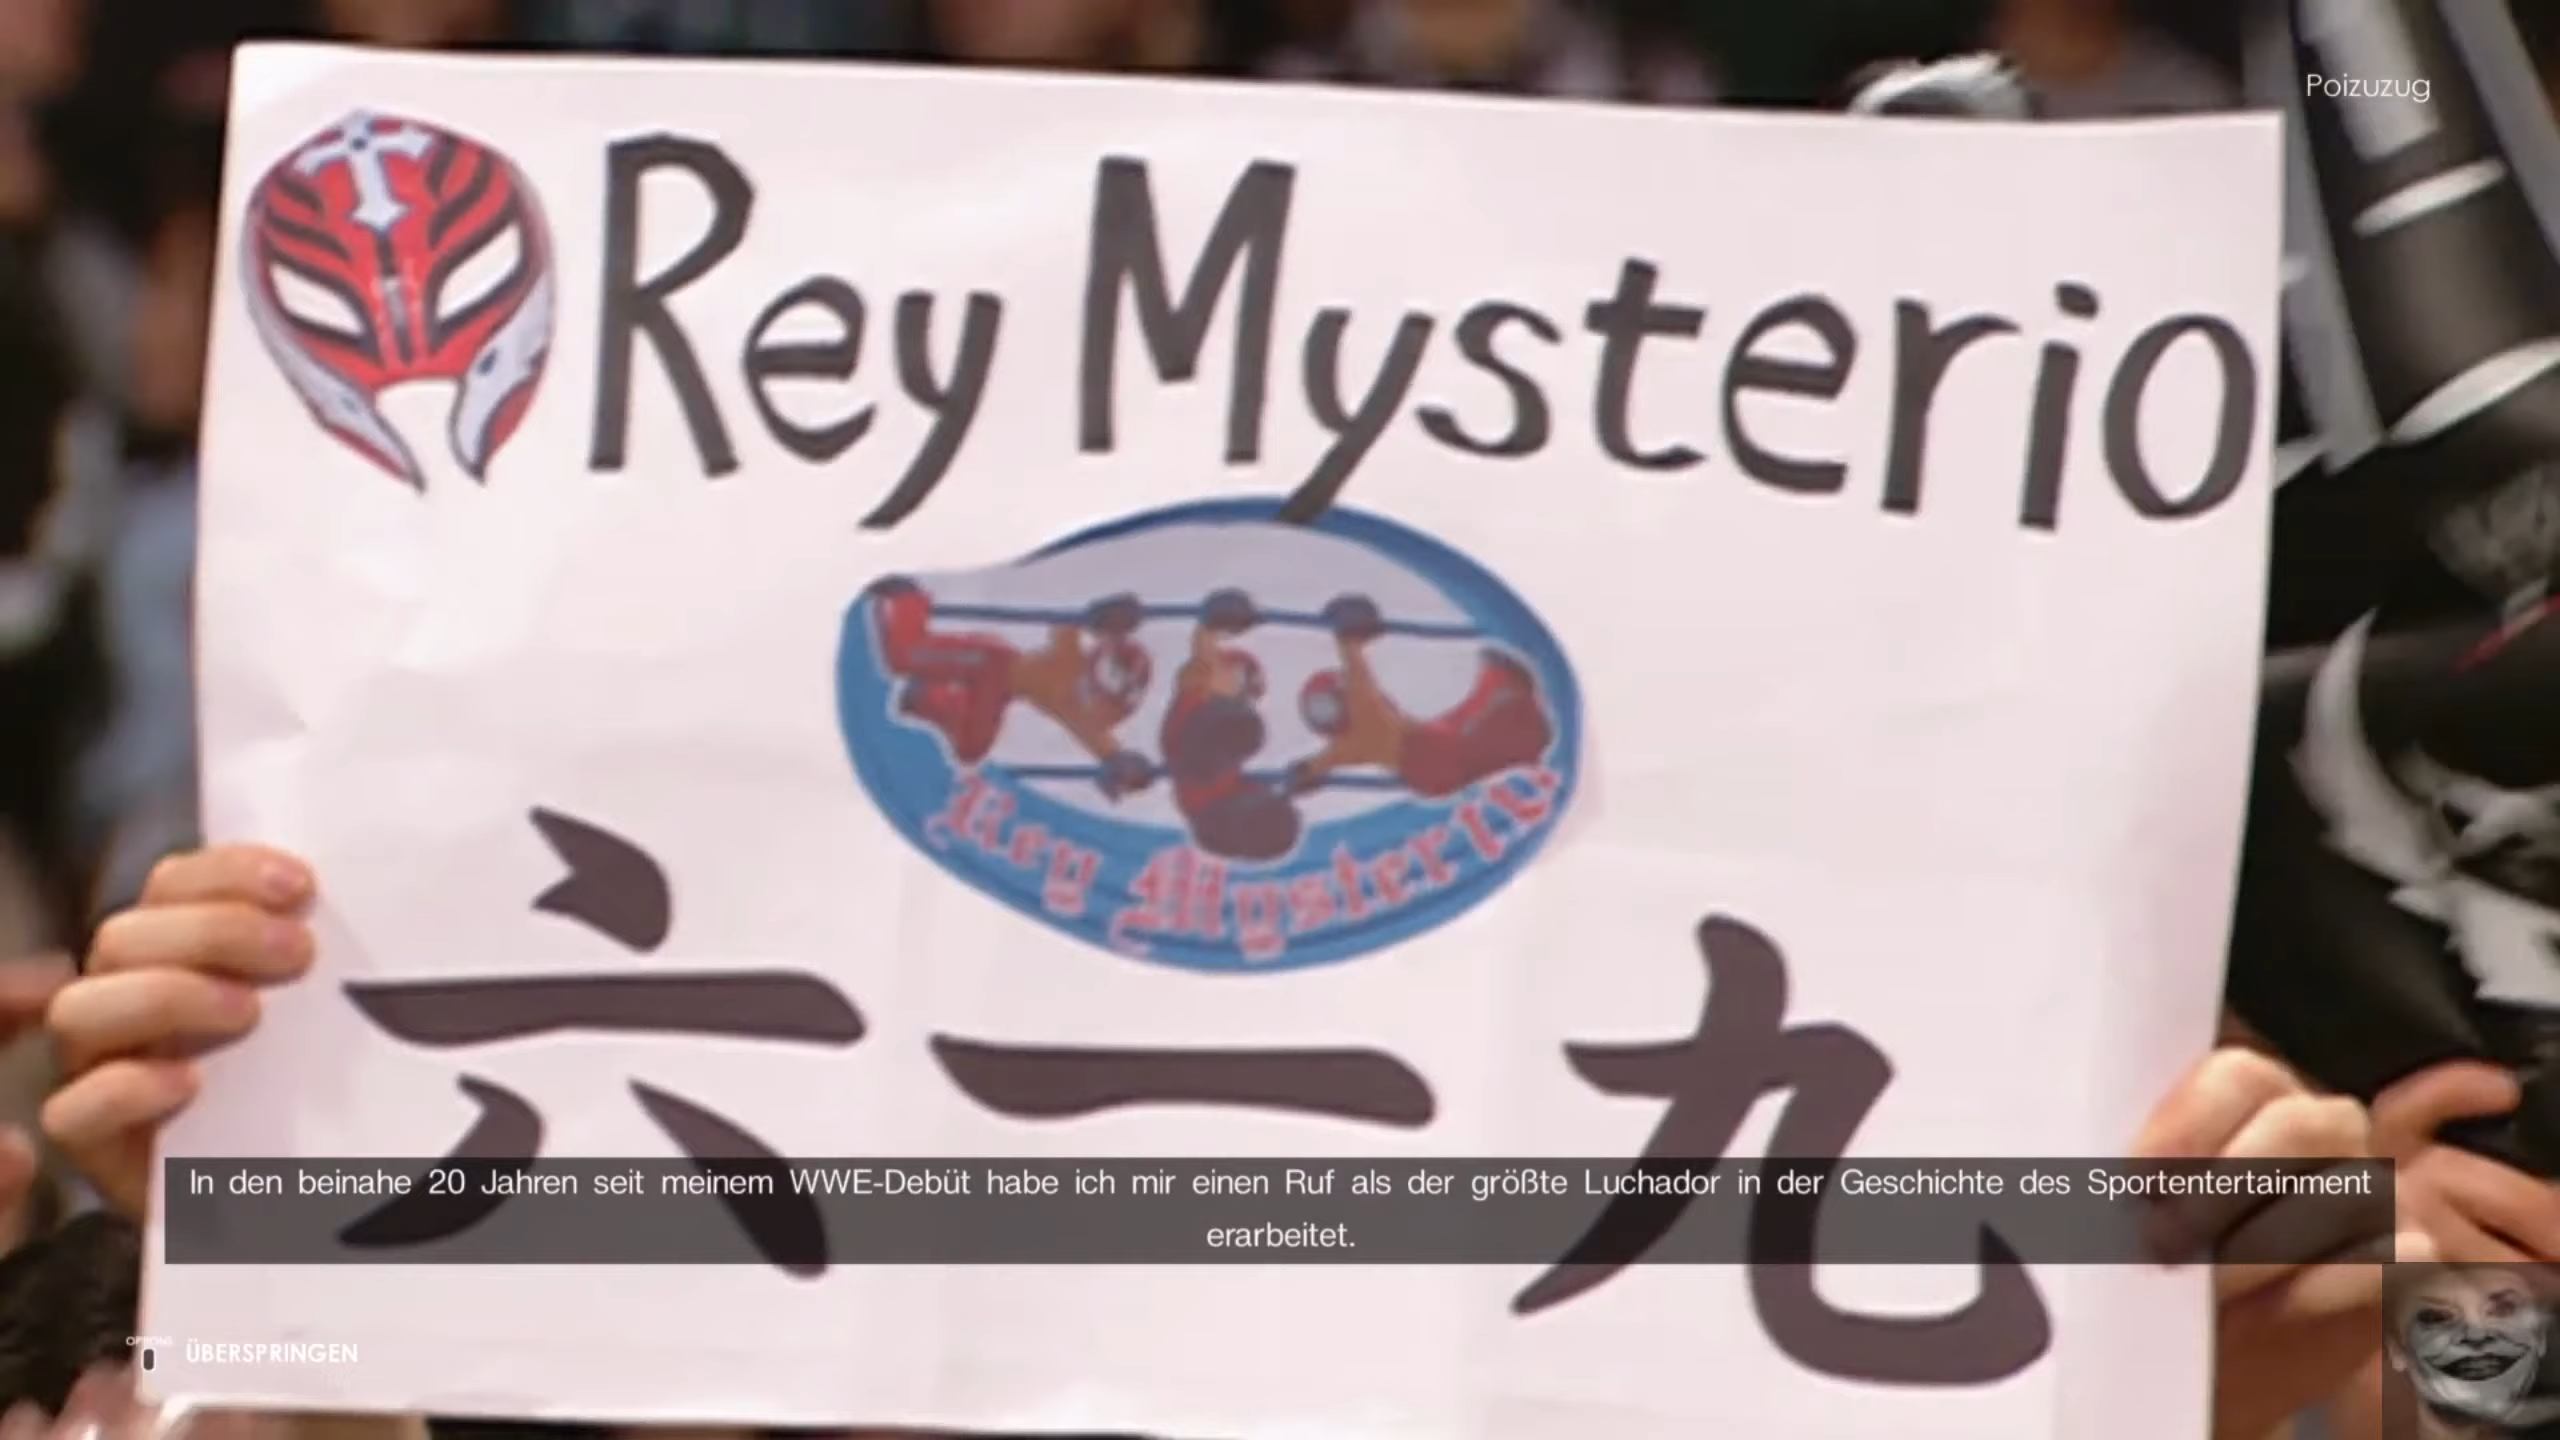 Poizuzug
Rey Mysterio
Rey Mysterio
六一九
In den beinahe 20 Jahren seit meinem WWE-Debüt habe ich mir einen Ruf als der größte Luchador in der Geschichte des Sportentertainment
erarbeitet.
OPTIONS
ÜBERSPRINGEN